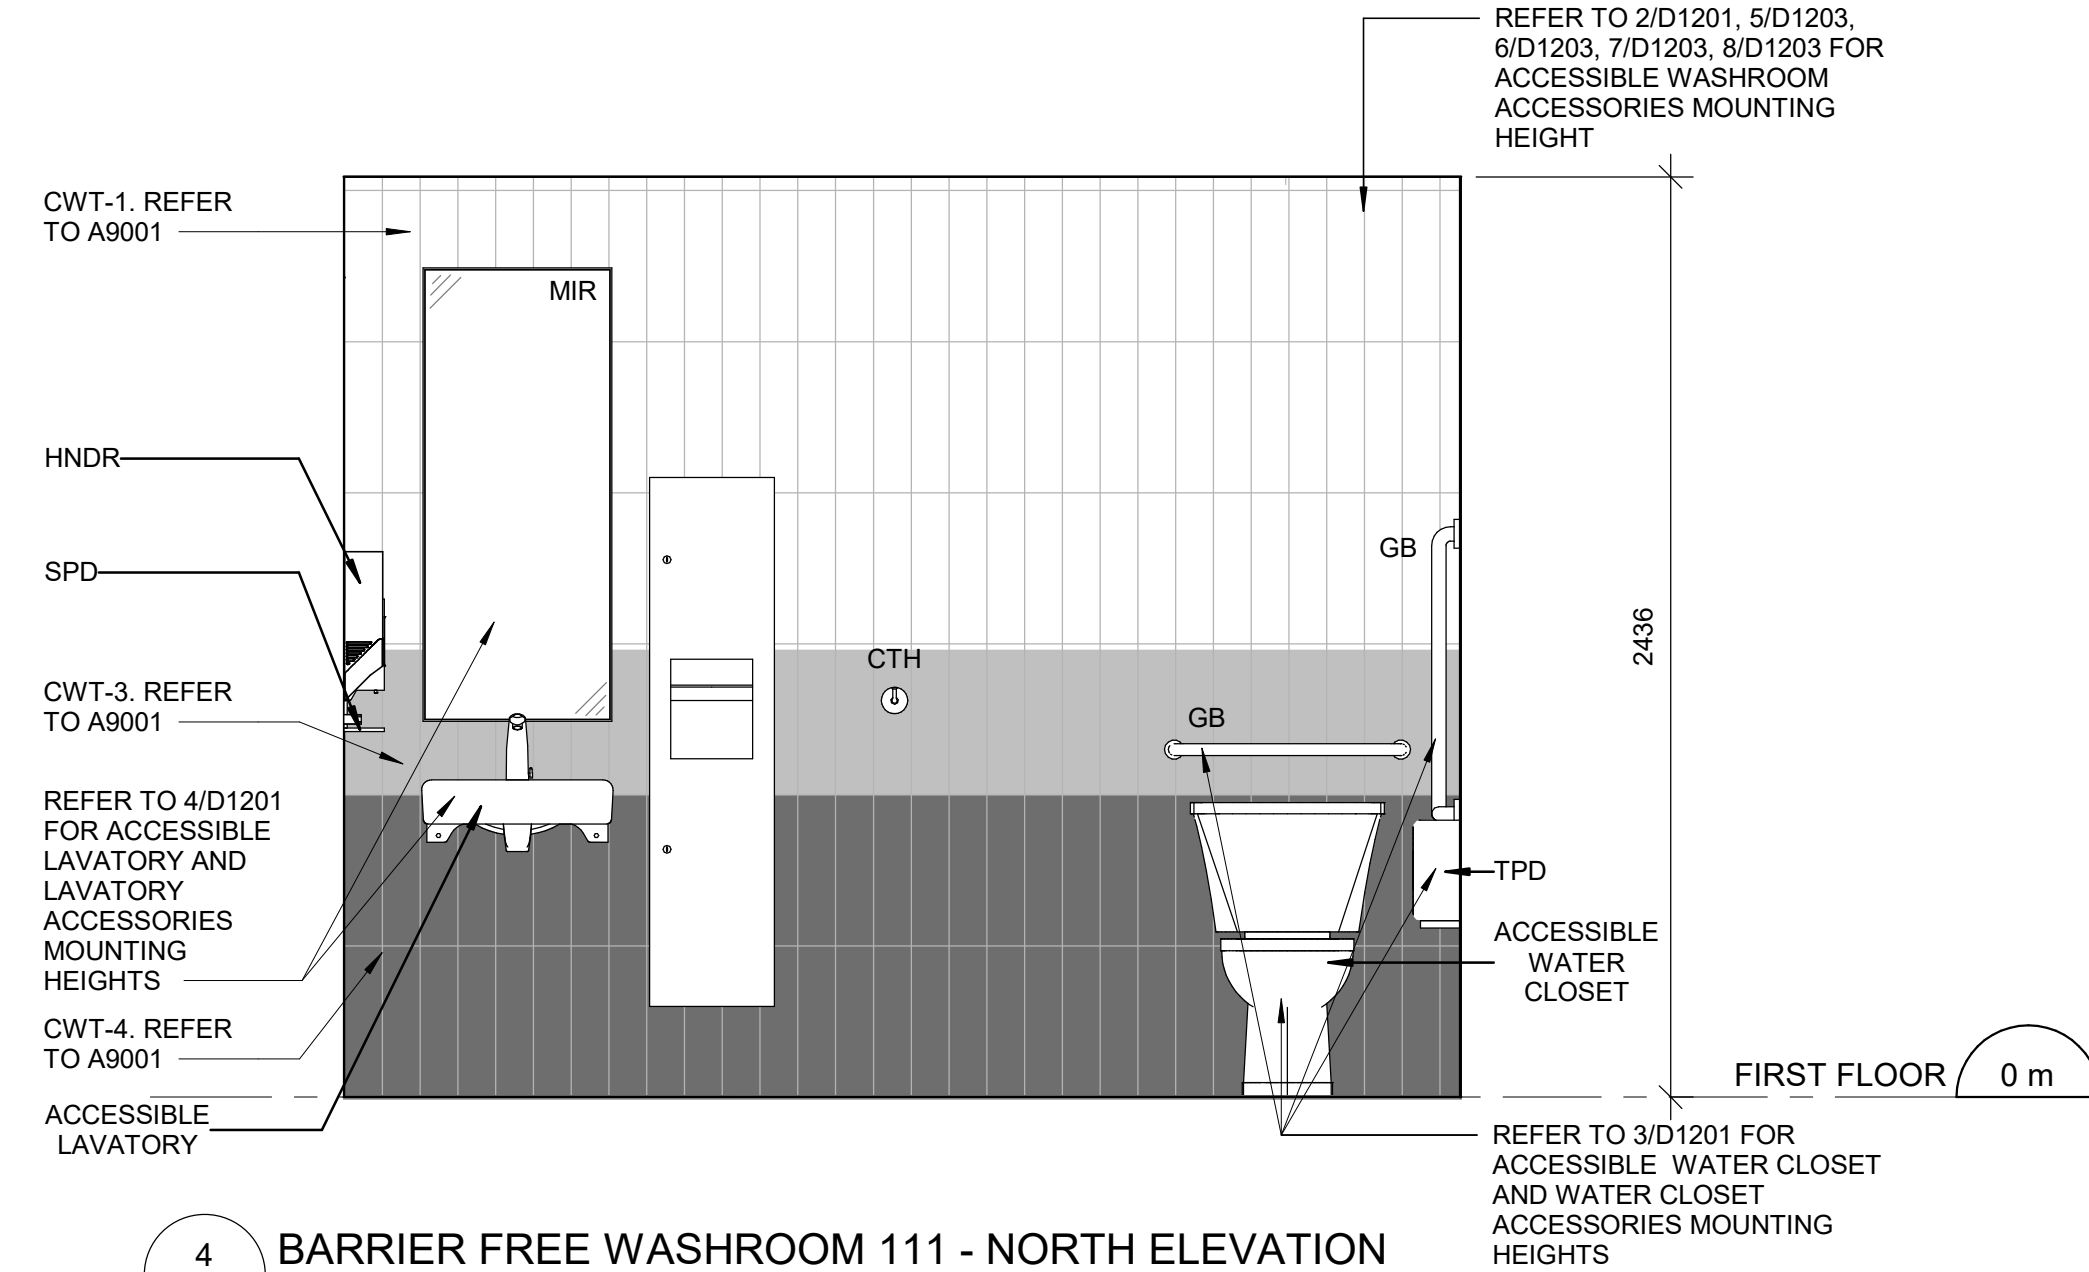 REFER TO 2/D1201, 5/D1203,
6/D1203, 7/D1203, 8/D1203 FOR
ACCESSIBLE WASHROOM
ACCESSORIES MOUNTING
HEIGHT
CWT-1. REFER
TO A9001
MIR
HNDR
SPD
GB
2436
CTH
CWT-3. REFER
TO A9001
GB
REFER TO 4/D1201
FOR ACCESSIBLE
LAVATORY AND
LAVATORY
ACCESSORIES
MOUNTING
HEIGHTS
TPD
ACCESSIBLE
WATER
CLOSET
CWT-4. REFER
TO A9001
FIRST FLOOR
0 m
ACCESSIBLE
LAVATORY
REFER TO 3/D1201 FOR
ACCESSIBLE  WATER CLOSET
AND WATER CLOSET
ACCESSORIES MOUNTING
HEIGHTS
4
BARRIER FREE WASHROOM 111 - NORTH ELEVATION